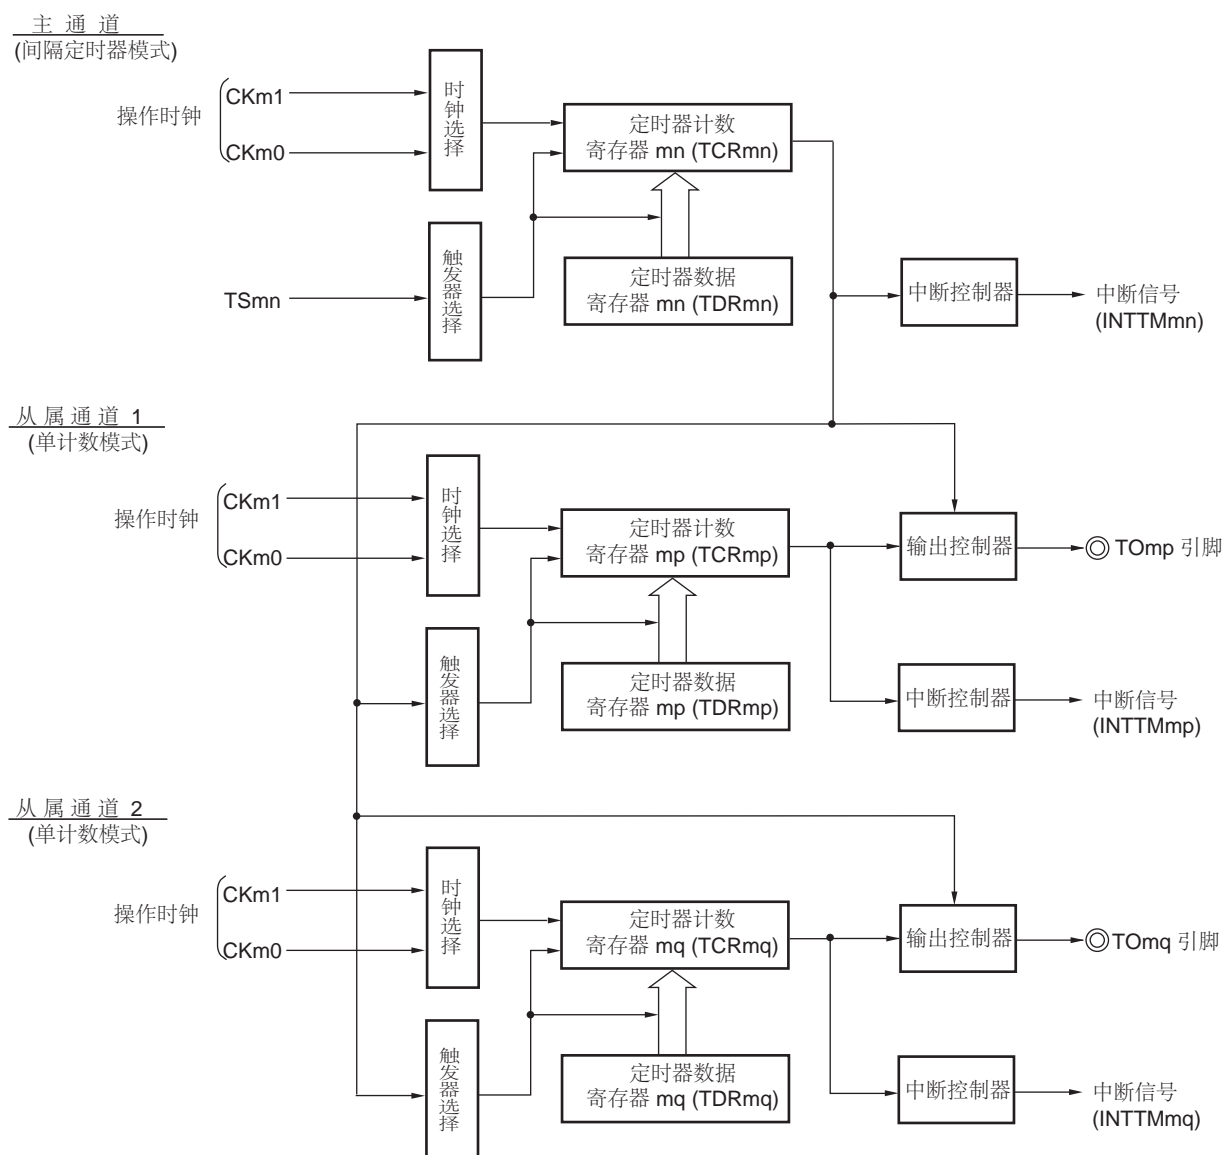 主 通 道
(间隔定时器模式)
操作时钟
CKm1
CKm0
时钟选择
定时器计数
寄存器 mn (TCRmn)
TSmn
触发器选择
定时器数据
寄存器 mn (TDRmn)
中断控制器
中断信号
(INTTMmn)
从 属 通 道 1
(单计数模式)
操作时钟
CKm1
CKm0
时钟选择
定时器计数
寄存器 mp (TCRmp)
输出控制器
TOmp 引脚
触发器选择
定时器数据
寄存器 mp (TDRmp)
中断控制器
中断信号
(INTTMmp)
从 属 通 道 2
(单计数模式)
操作时钟
CKm1
CKm0
时钟选择
定时器计数
寄存器 mq (TCRmq)
输出控制器
TOmq 引脚
触发器选择
定时器数据
寄存器 mq (TDRmq)
中断控制器
中断信号
(INTTMmq)